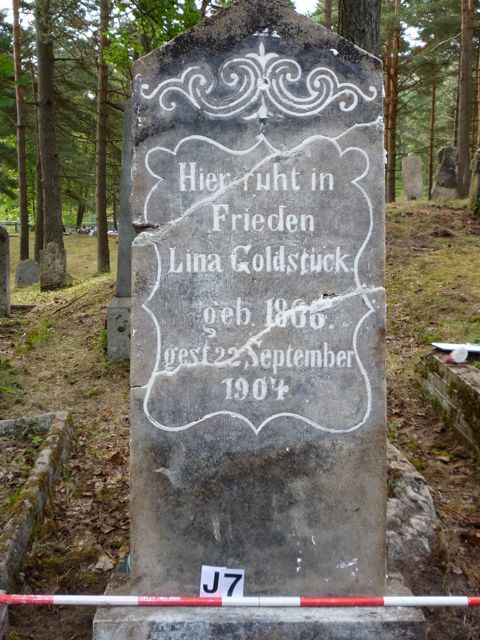 Hier ruht in
Frieden
Lina Goldstück
geb. 1866.
gest 22 September
1904
J7